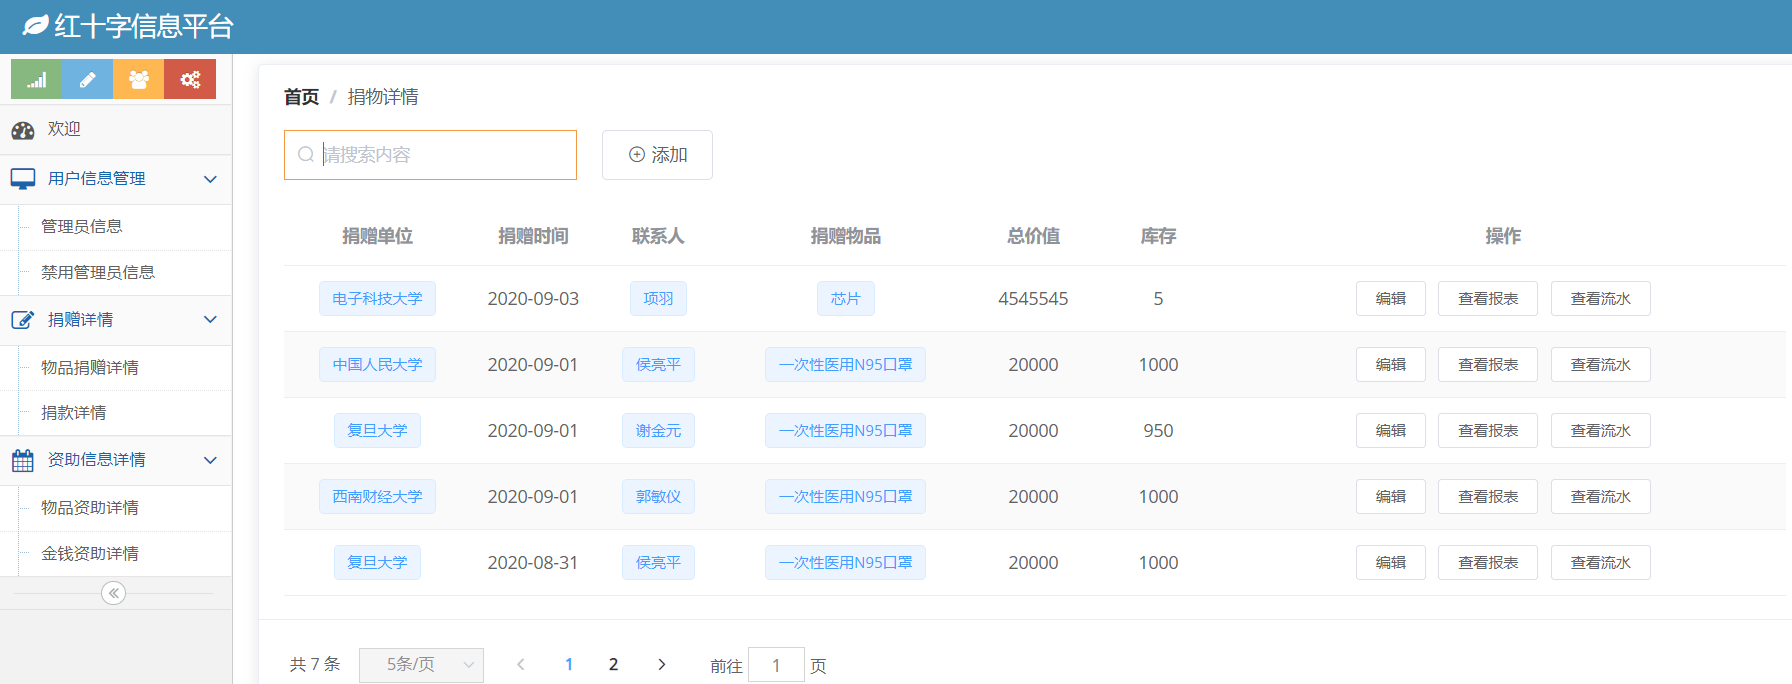 红十字信息平台
欢迎
用户信息管理
管理员信息
禁用管理员信息
捐赠详情
物品捐赠详情
捐款详情
资助信息详情
物品资助详情
金钱资助详情
首页 / 捐物详情
请搜索内容 添加
捐赠单位 捐赠时间 联系人 捐赠物品 总价值 库存 操作
电子科技大学 2020-09-03 项羽 芯片 4545545 5 编辑 查看报表 查看流水
中国人民大学 2020-09-01 侯亮平 一次性医用N95口罩 20000 1000 编辑 查看报表 查看流水
复旦大学 2020-09-01 谢金元 一次性医用N95口罩 20000 950 编辑 查看报表 查看流水
西南财经大学 2020-09-01 郭敏仪 一次性医用N95口罩 20000 1000 编辑 查看报表 查看流水
复旦大学 2020-08-31 侯亮平 一次性医用N95口罩 20000 1000 编辑 查看报表 查看流水
共 7 条 5条/页 1 2 前往 1 页